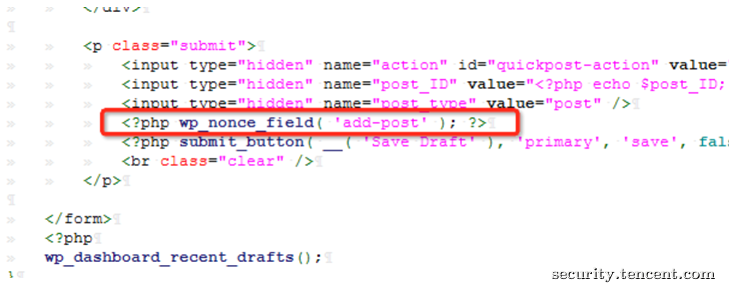 </div>
<p class="submit">
<input type="hidden" name="action" id="quickpost-action" value="
<input type="hidden" name="post_ID" value="<?php echo $post_ID;
<input type="hidden" name="post_type" value="post" />
<?php wp_nonce_field( 'add-post' ); ?>
<?php submit_button( __( 'Save Draft' ), 'primary', 'save', fals
<br class="clear" />
</p>
</form>
<?php
wp_dashboard_recent_drafts();
}
security.tencent.com